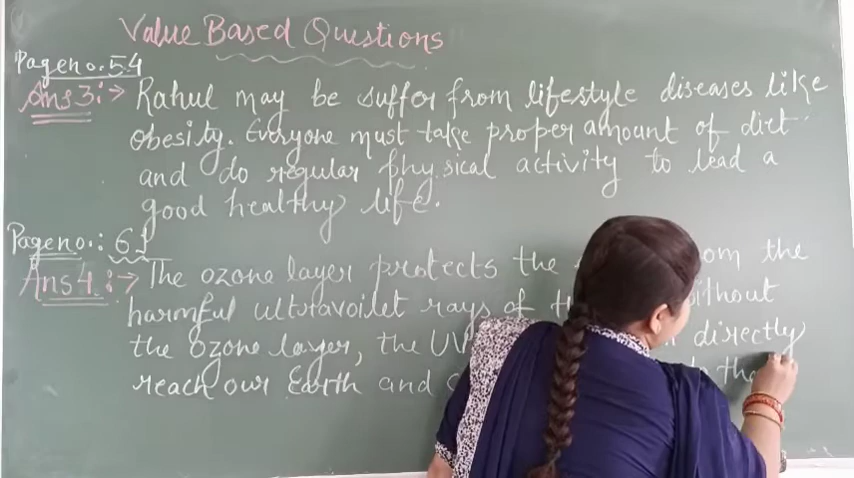 Value Based Questions
Page no. 54
Ans 3:→ Rahul may be suffer from lifestyle diseases like
obesity. Everyone must take proper amount of diet
and do regular physical activity to lead a
good healthy life.
Page no.: 61
Ans 4.:→ The ozone layer protects the the
harmful ultravoilet rays of
the ozone layer, the UV directly
reach our Earth and